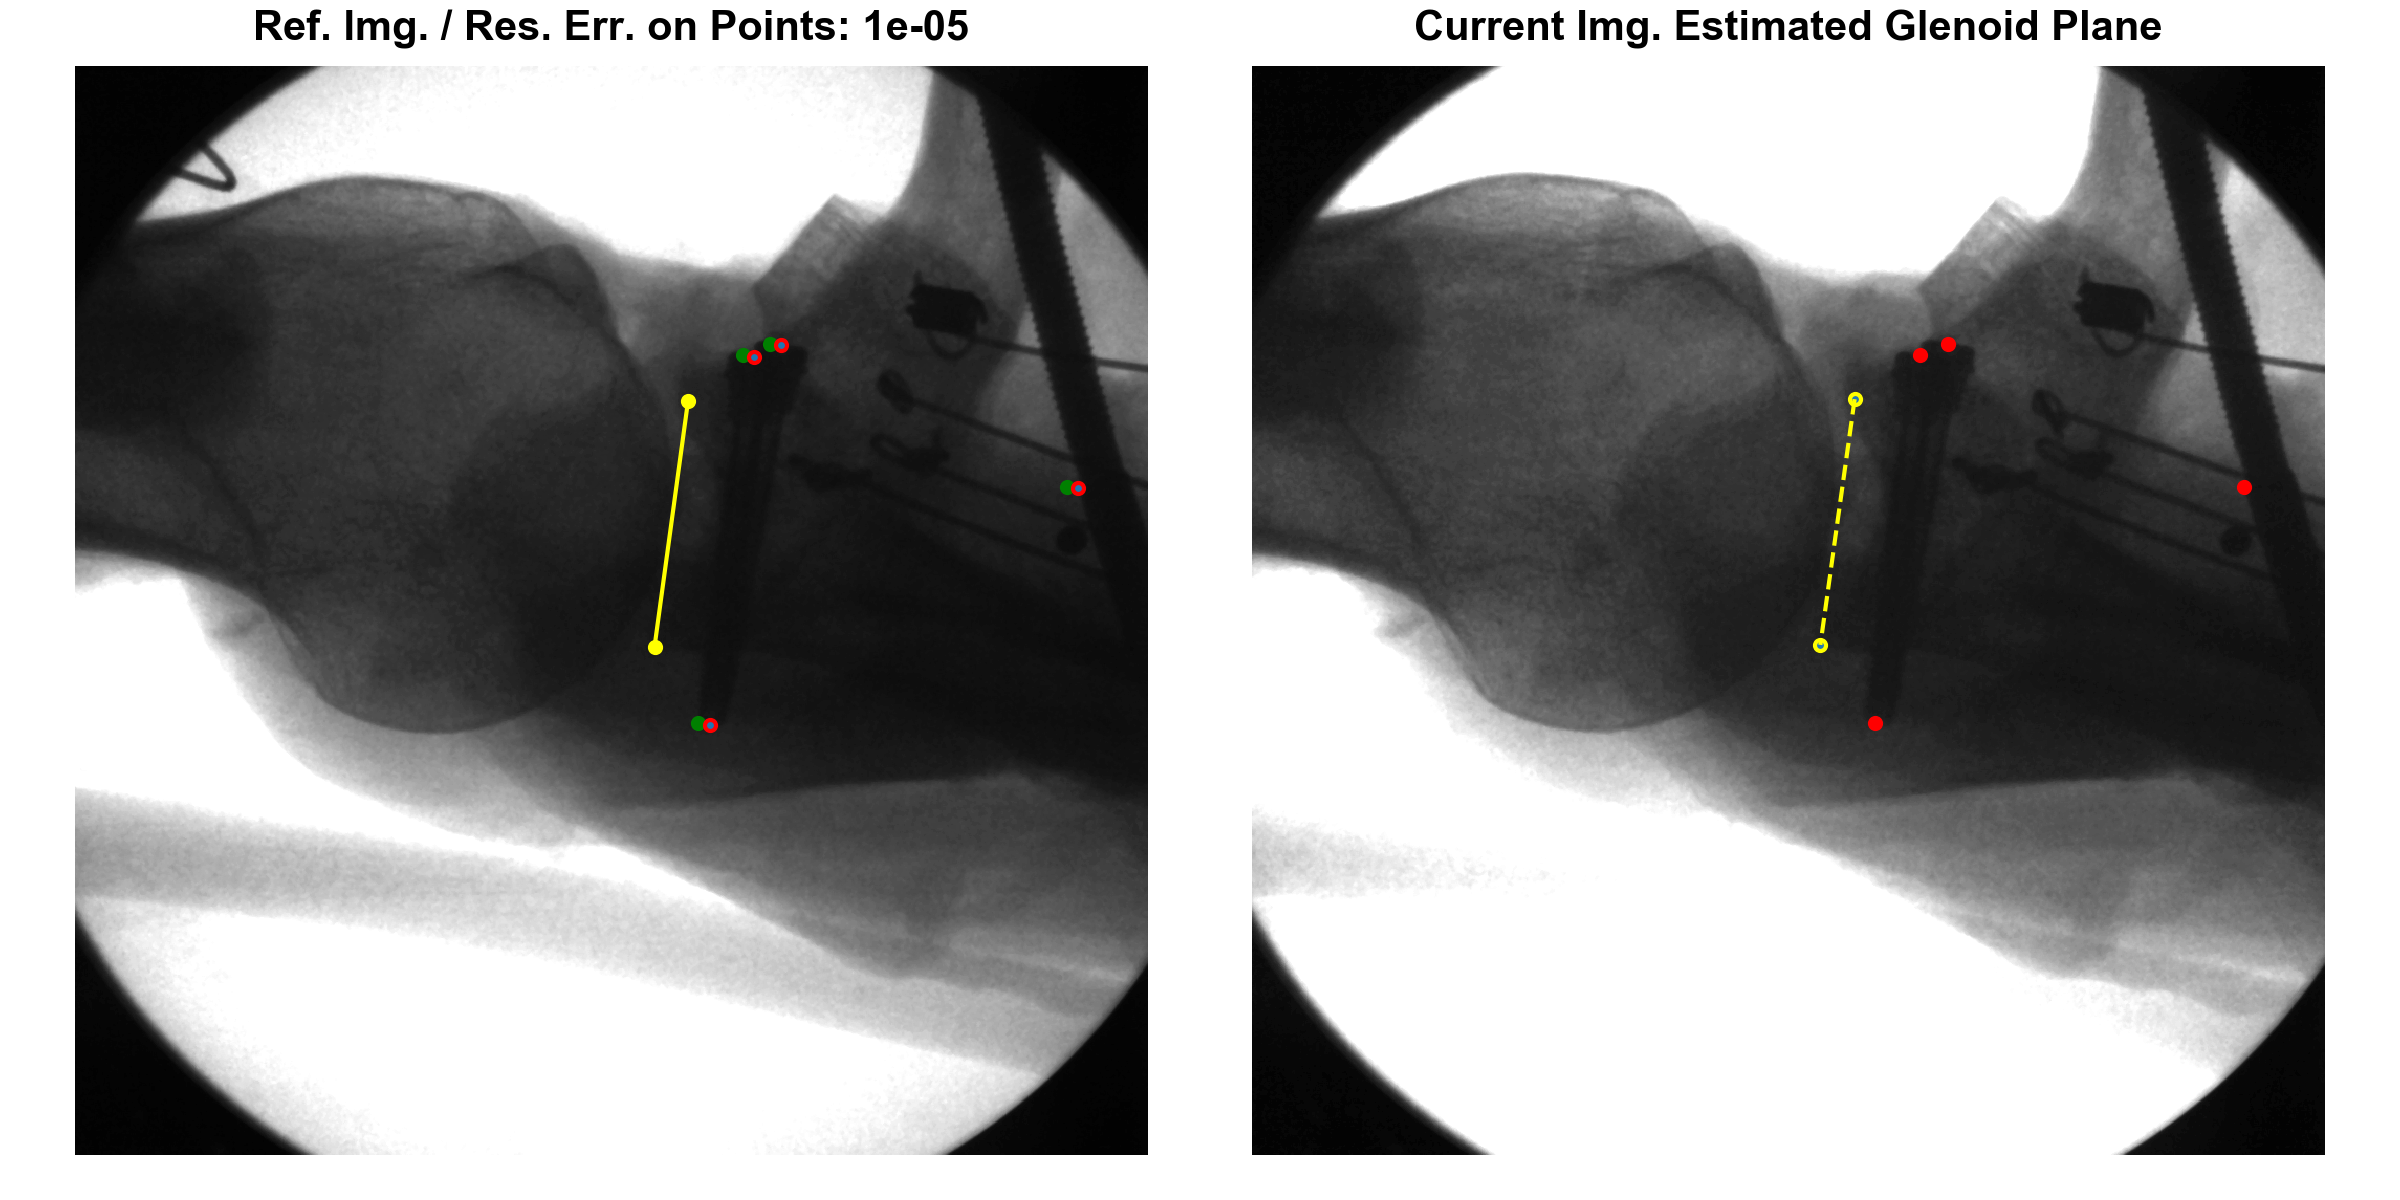 Ref. Img. / Res. Err. on Points: 1e-05
Current Img. Estimated Glenoid Plane